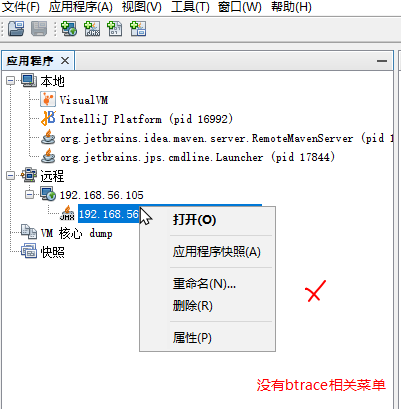 文件(F) 应用程序(A) 视图(V) 工具(T) 窗口(W) 帮助(H)
应用程序
本地
VisualVM
IntelliJ Platform (pid 16992)
org.jetbrains.idea.maven.server.RemoteMavenServer (pid 1
org.jetbrains.jps.cmdline.Launcher (pid 17844)
远程
192.168.56.105
192.168.56
打开(O)
VM 核心 dump
快照
应用程序快照(A)
重命名(N)...
删除(R)
属性(P)
没有btrace相关菜单